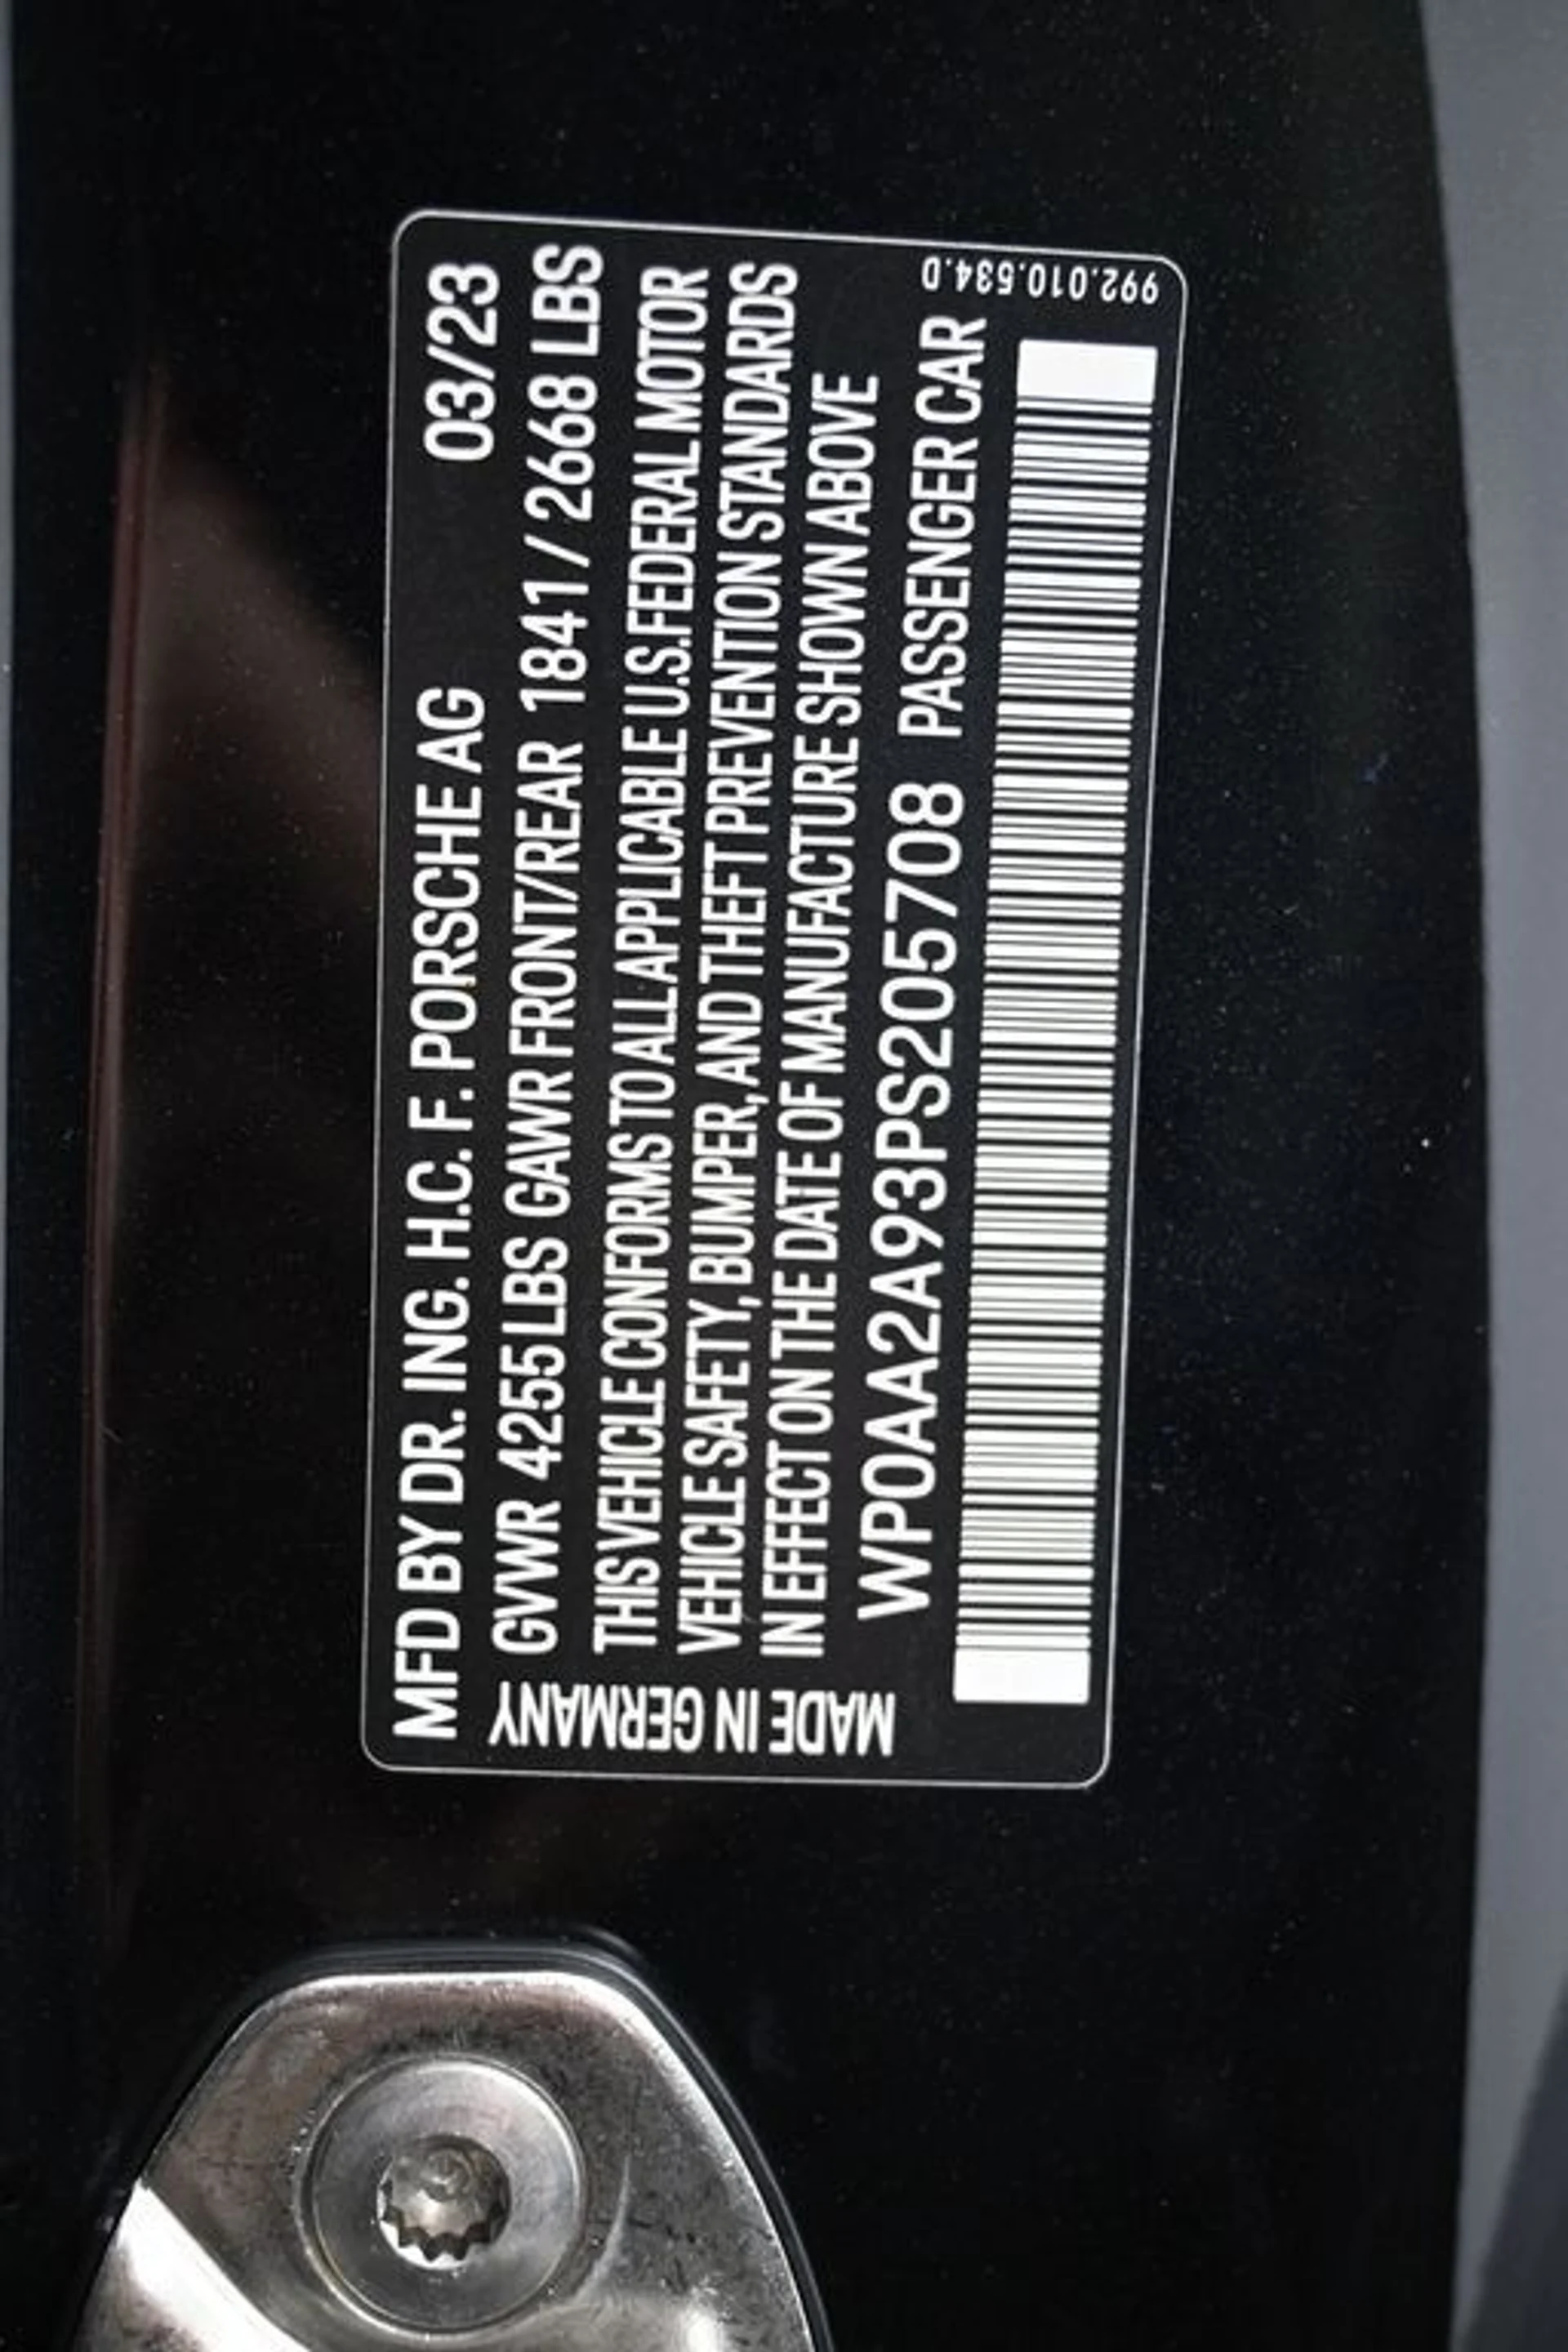 MFD BY DR. ING. H.C. F. PORSCHE AG 03/23
GVWR 4255 LBS GAWR FRONT/REAR 1841 / 2668 LBS
THIS VEHICLE CONFORMS TO ALL APPLICABLE U.S.FEDERAL MOTOR
VEHICLE SAFETY, BUMPER, AND THEFT PREVENTION STANDARDS
IN EFFECT ON THE DATE OF MANUFACTURE SHOWN ABOVE
WP0AA2A93PS205708 PASSENGER CAR
MADE IN GERMANY
992.010.534.D